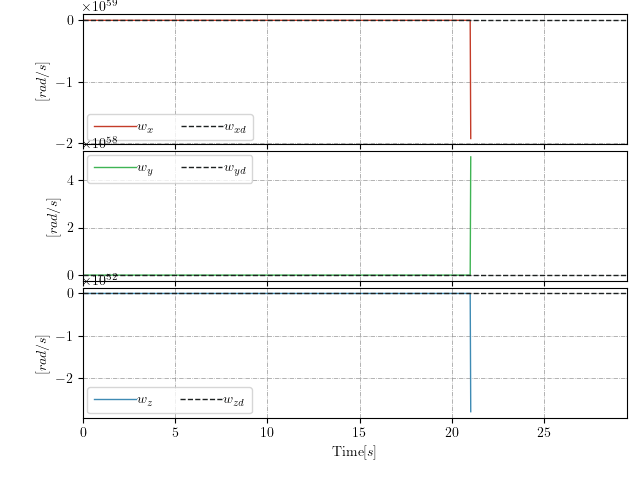 ×10^59
0
−1
−2
[rad/s]
w_x w_xd
×10^58
4
2
0
[rad/s]
w_y w_yd
×10^52
0
−1
−2
[rad/s]
w_z w_zd
0 5 10 15 20 25
Time[s]